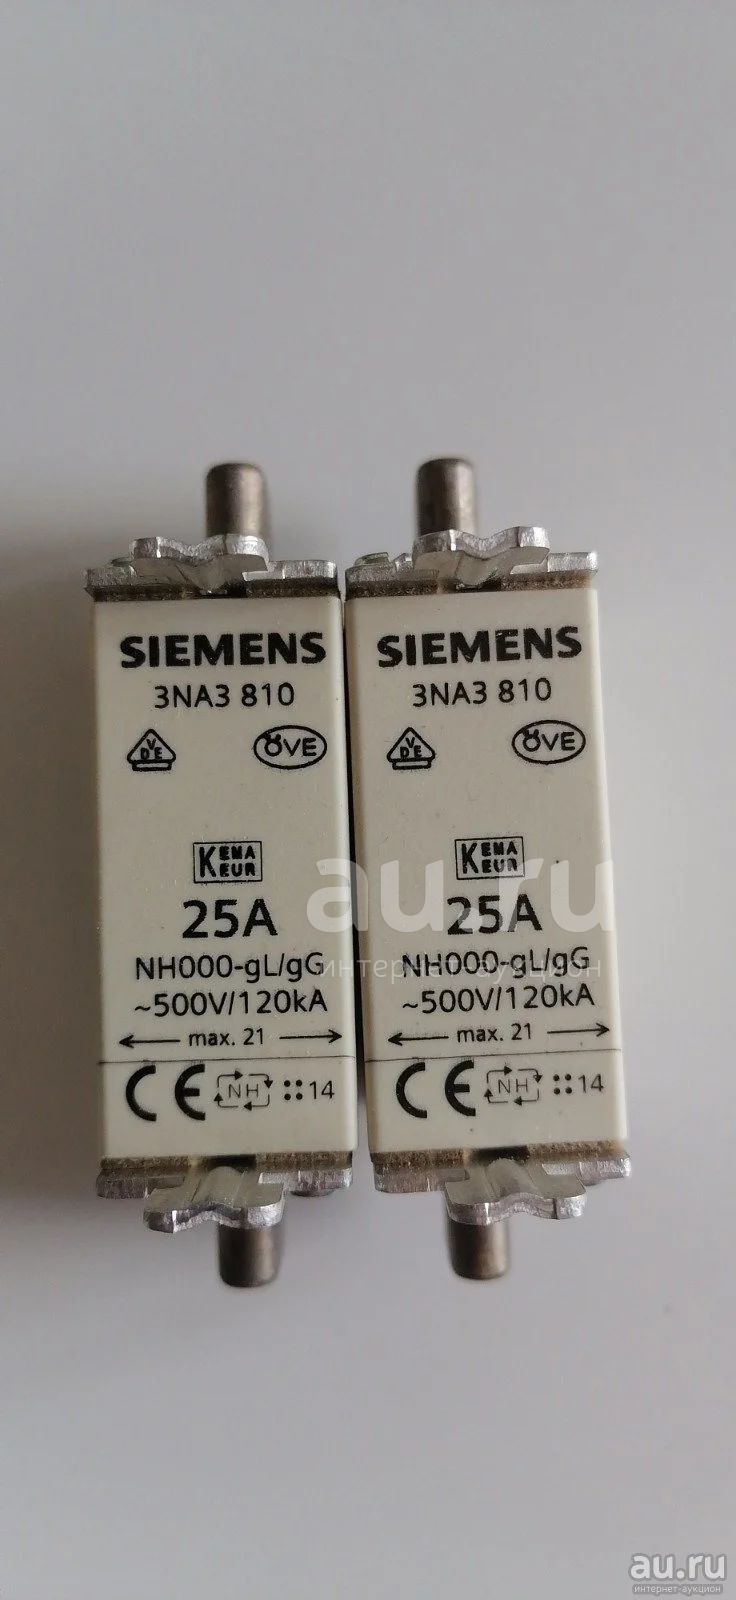 SIEMENS
3NA3 810
VDE
ÖVE
KEMA
KEUR
25A
NH000-gL/gG
~500V/120kA
max. 21
CE NH 14
SIEMENS
3NA3 810
VDE
ÖVE
KEMA
KEUR
25A
NH000-gL/gG
~500V/120kA
max. 21
CE NH 14
au.ru
интернет-аукцион
au.ru
интернет-аукцион